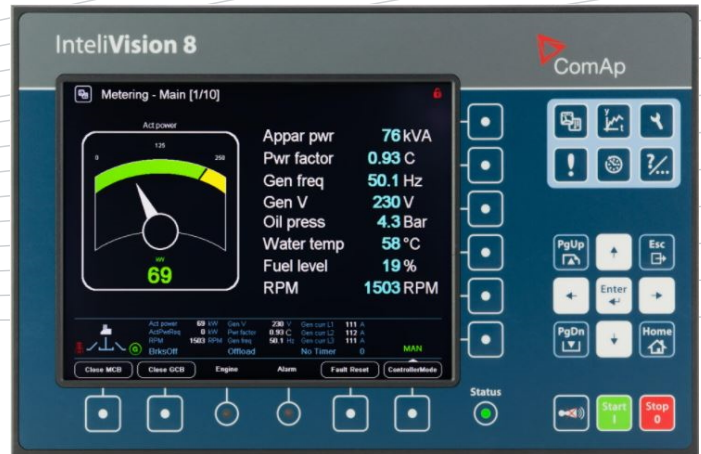 InteliVision 8
ComAp
Metering - Main [1/10]
Act power
0 125 250
kW
69
Appar pwr 76 kVA
Pwr factor 0.93 C
Gen freq 50.1 Hz
Gen V 230 V
Oil press 4.3 Bar
Water temp 58 °C
Fuel level 19 %
RPM 1503 RPM
Act power 69 kW Gen V 230 V Gen curr L1 111 A
ActPwrReq 0 kW Pwr factor 0.93 C Gen curr L2 112 A
RPM 1503 RPM Gen freq 50.1 Hz Gen curr L3 111 A
G BrksOff Offload No Timer 0 MAN
Close MCB Close GCB Engine Alarm Fault Reset ControllerMode
Y
t
!
?/...
PgUp Esc
Enter
PgDn Home
Status
Start
I
Stop
0